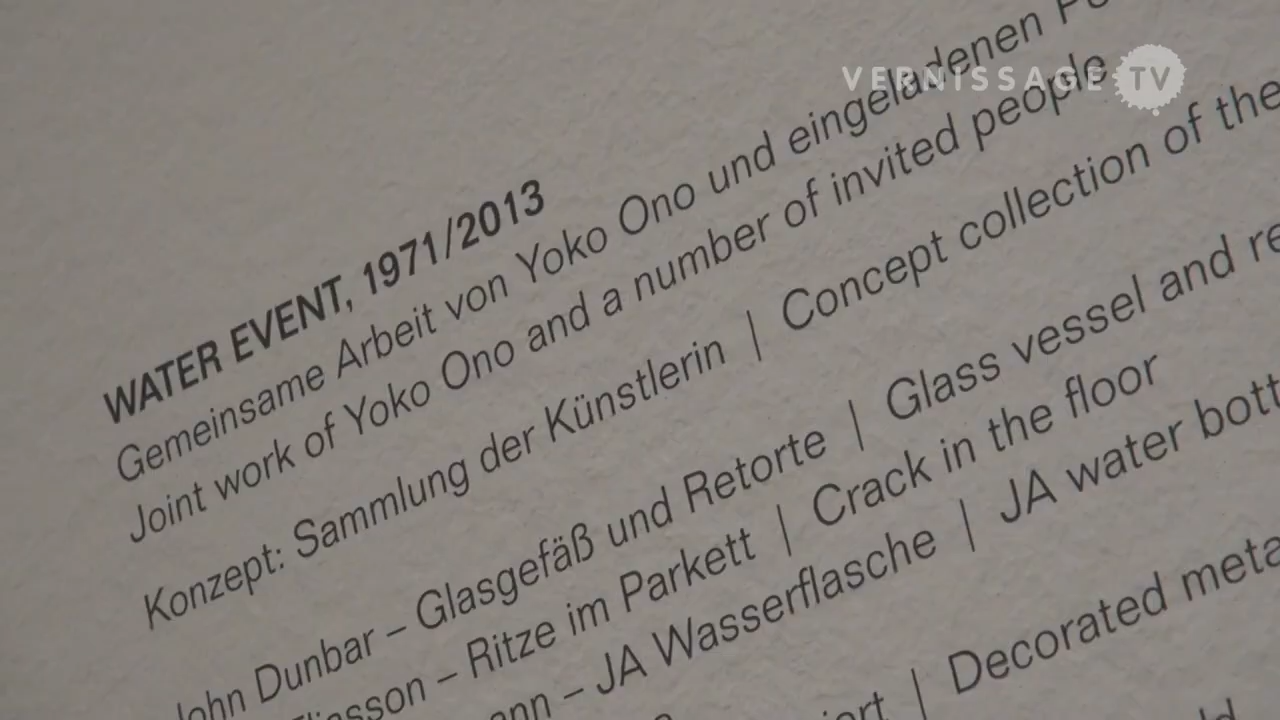 VERNISSAGE TV
WATER EVENT, 1971/2013
Gemeinsame Arbeit von Yoko Ono und eingeladenen
Joint work of Yoko Ono and a number of invited people
Konzept: Sammlung der Künstlerin | Concept collection of the
John Dunbar – Glasgefäß und Retorte | Glass vessel and
– Ritze im Parkett | Crack in the floor
– JA Wasserflasche | JA water
| Decorated